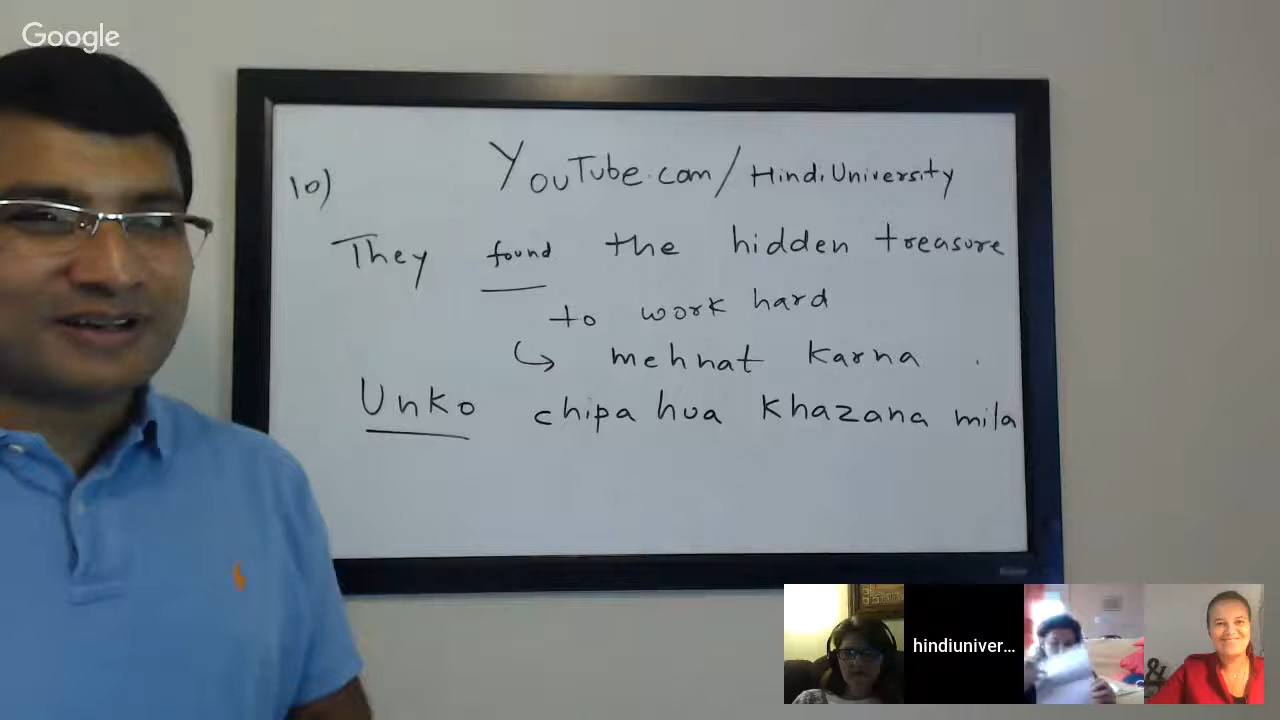 Google
YouTube.com/HindiUniversity
10)
They found the hidden treasure
to work hard
↳ mehnat karna
Unko chipa hua khazana mila
hindiuniver...